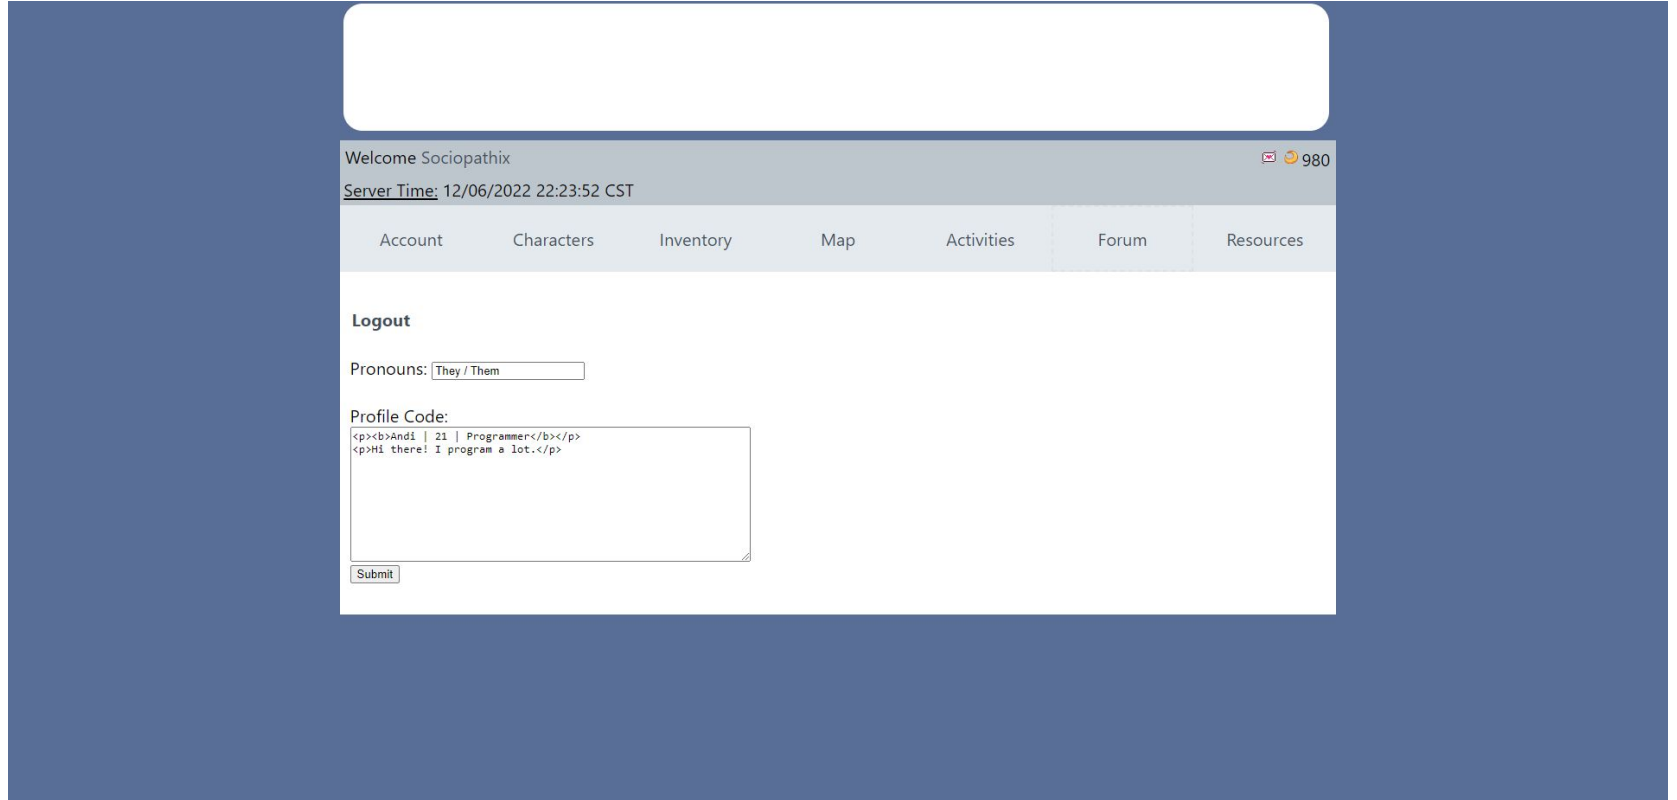 Welcome Sociopathix 980
Server Time: 12/06/2022 22:23:52 CST
Account Characters Inventory Map Activities Forum Resources
Logout
Pronouns: They / Them
Profile Code:
<p><b>Andi | 21 | Programmer</b></p>
<p>Hi there! I program a lot.</p>
Submit